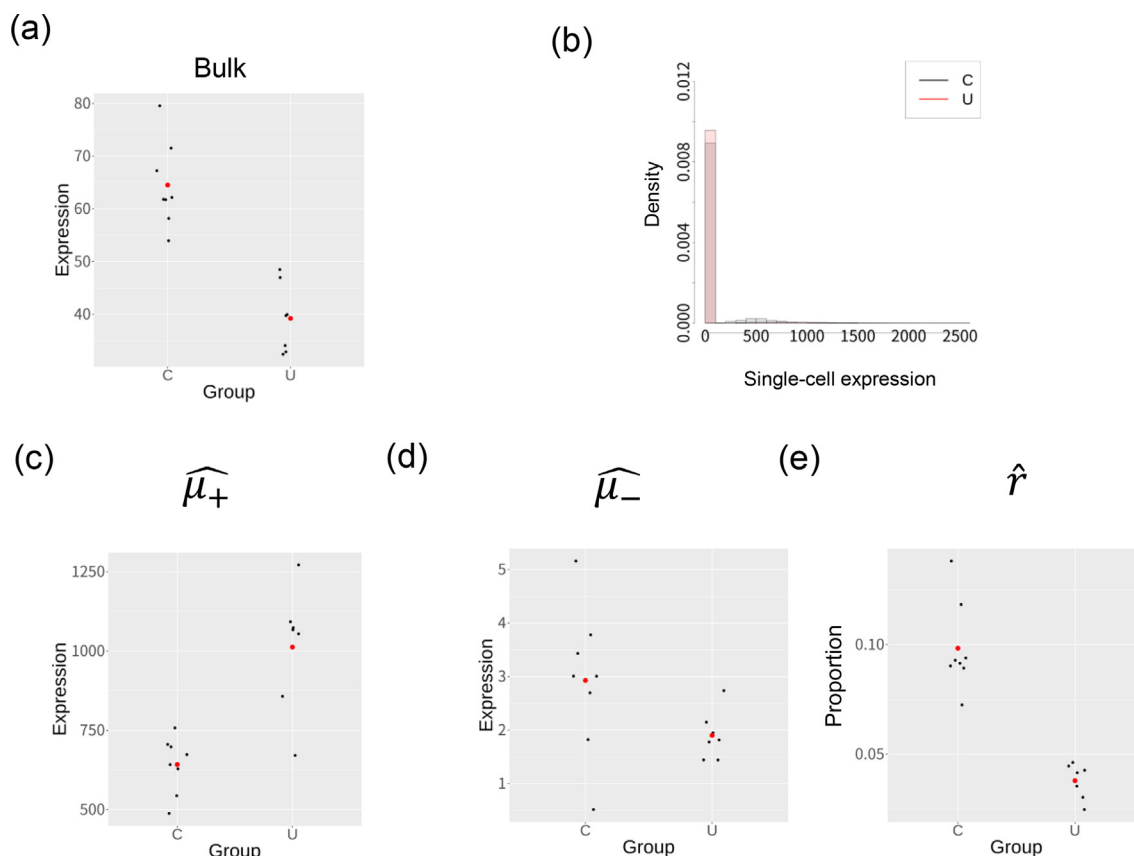 (a)
Bulk
80
70
60
50
40
Expression
C
U
Group
(b)
C
U
0.012
0.008
0.004
0.000
Density
0
500
1000
1500
2000
2500
Single-cell expression
(c)
μ̂₊
1250
1000
750
500
Expression
C
U
Group
(d)
μ̂₋
5
4
3
2
1
Expression
C
U
Group
(e)
r̂
0.10
0.05
Proportion
C
U
Group